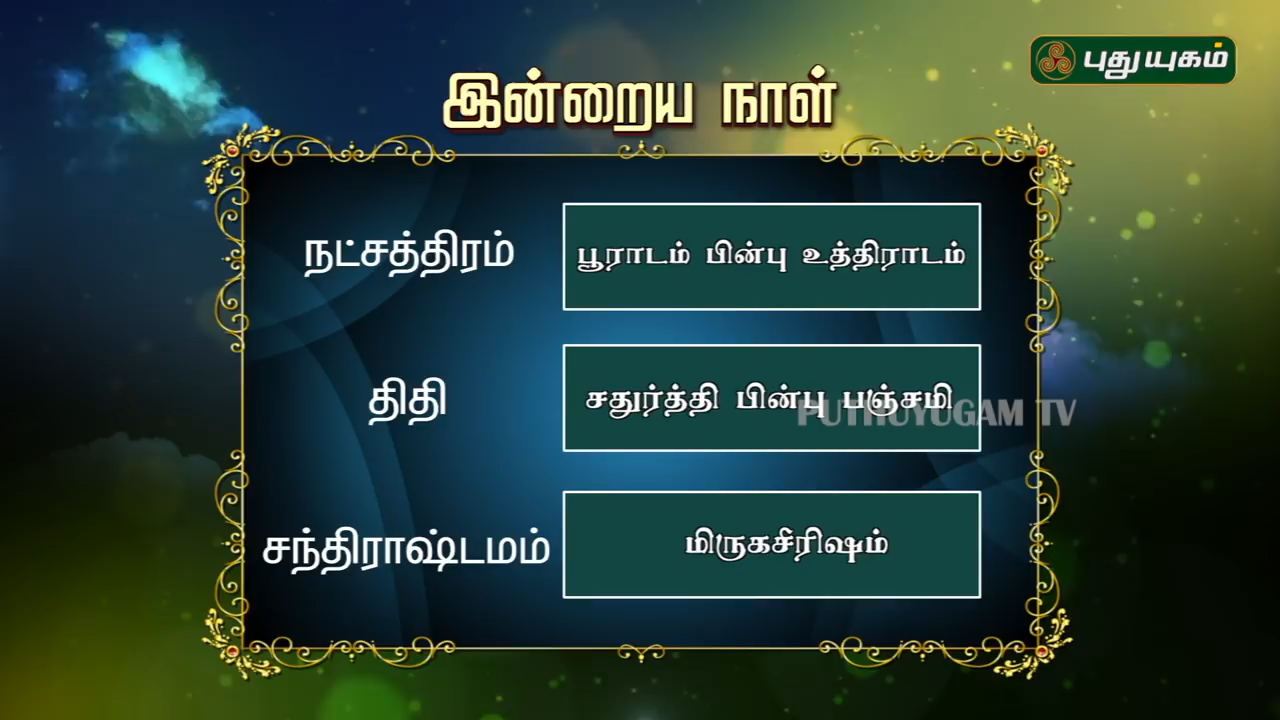 புதுயுகம்
இன்றைய நாள்
நட்சத்திரம் பூராடம் பின்பு உத்திராடம்
திதி சதுர்த்தி பின்பு பஞ்சமி
PUTHUYUGAM TV
சந்திராஷ்டமம் மிருகசீரிஷம்